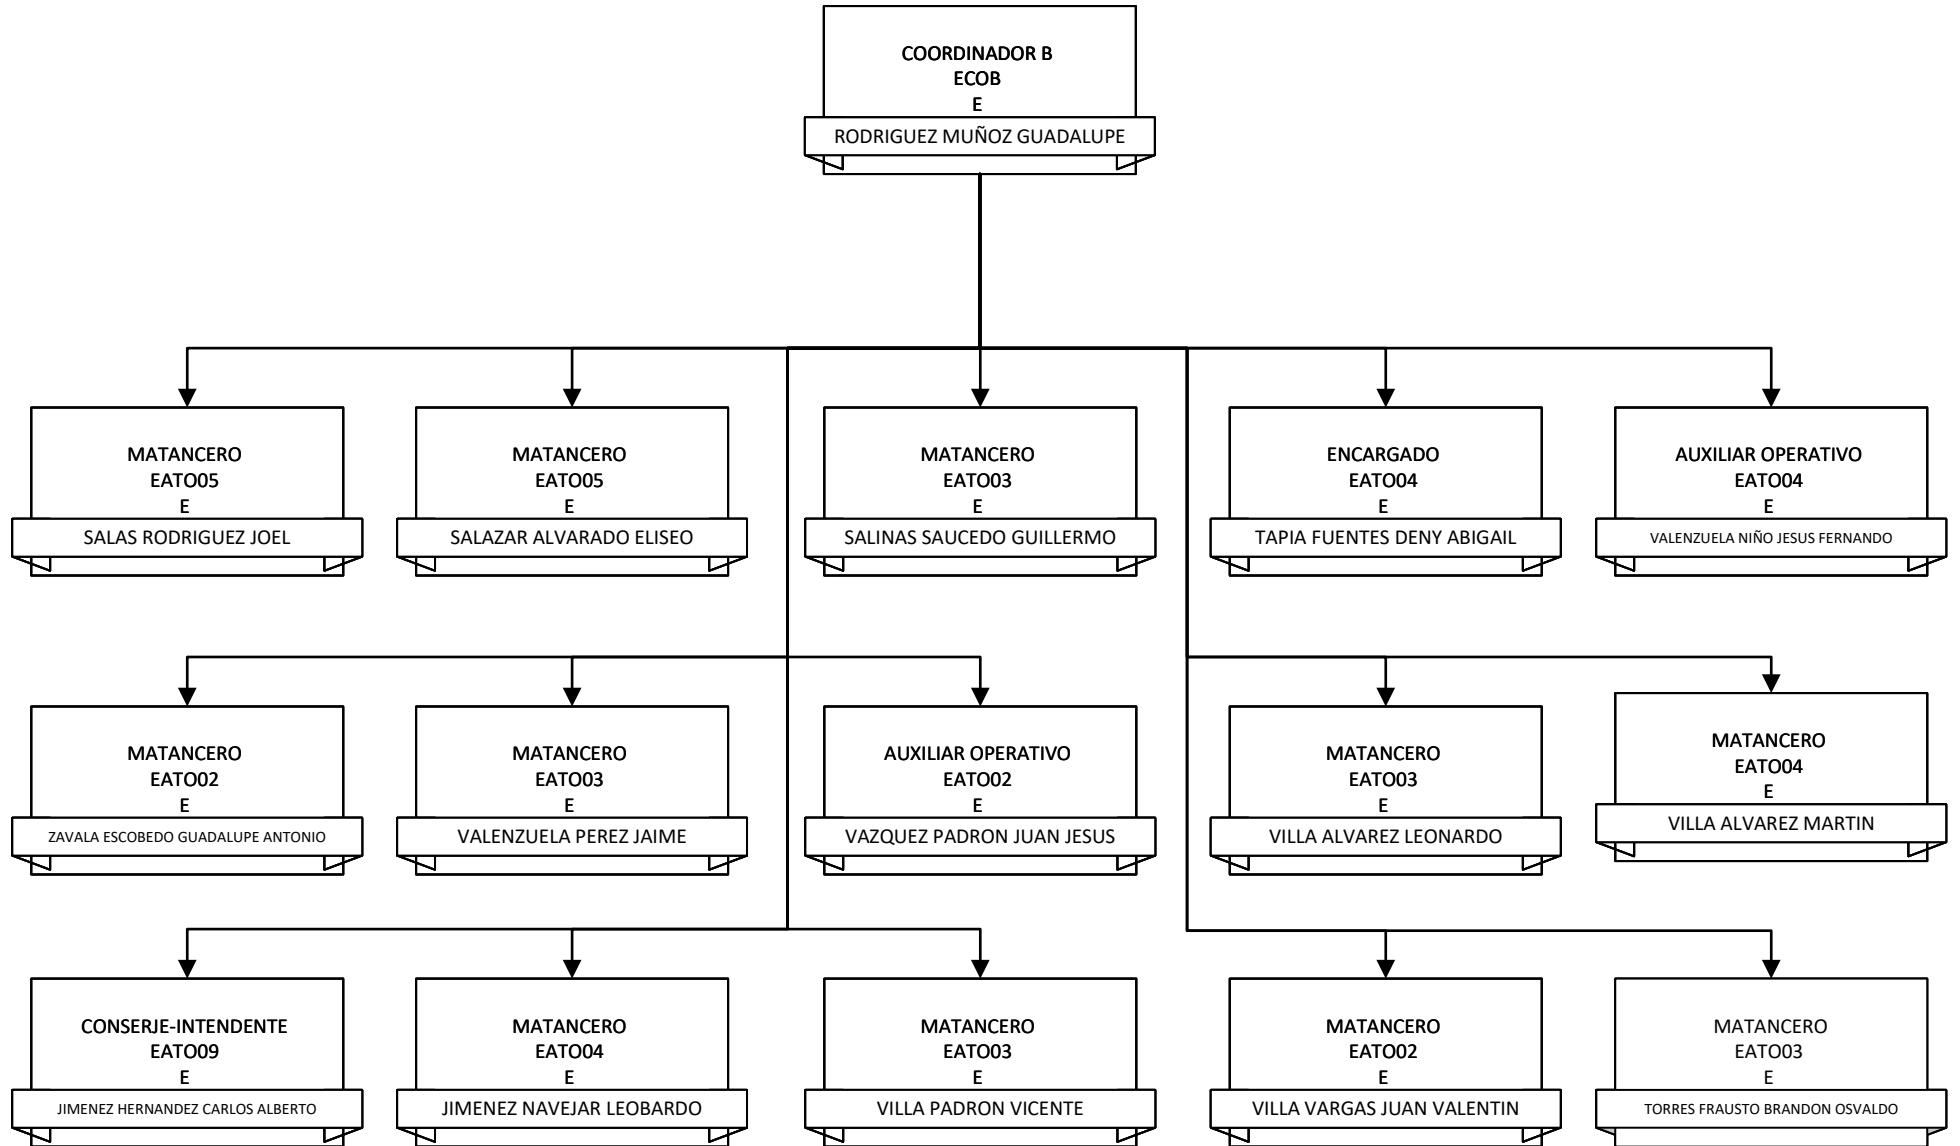 COORDINADOR B
ECOB
E
RODRIGUEZ MUÑOZ GUADALUPE
MATANCERO
EATO05
E
SALAS RODRIGUEZ JOEL
MATANCERO
EATO05
E
SALAZAR ALVARADO ELISEO
MATANCERO
EATO03
E
SALINAS SAUCEDO GUILLERMO
ENCARGADO
EATO04
E
TAPIA FUENTES DENY ABIGAIL
AUXILIAR OPERATIVO
EATO04
E
VALENZUELA NIÑO JESUS FERNANDO
MATANCERO
EATO02
E
ZAVALA ESCOBEDO GUADALUPE ANTONIO
MATANCERO
EATO03
E
VALENZUELA PEREZ JAIME
AUXILIAR OPERATIVO
EATO02
E
VAZQUEZ PADRON JUAN JESUS
MATANCERO
EATO03
E
VILLA ALVAREZ LEONARDO
MATANCERO
EATO04
E
VILLA ALVAREZ MARTIN
CONSERJE-INTENDENTE
EATO09
E
JIMENEZ HERNANDEZ CARLOS ALBERTO
MATANCERO
EATO04
E
JIMENEZ NAVEJAR LEOBARDO
MATANCERO
EATO03
E
VILLA PADRON VICENTE
MATANCERO
EATO02
E
VILLA VARGAS JUAN VALENTIN
MATANCERO
EATO03
E
TORRES FRAUSTO BRANDON OSVALDO